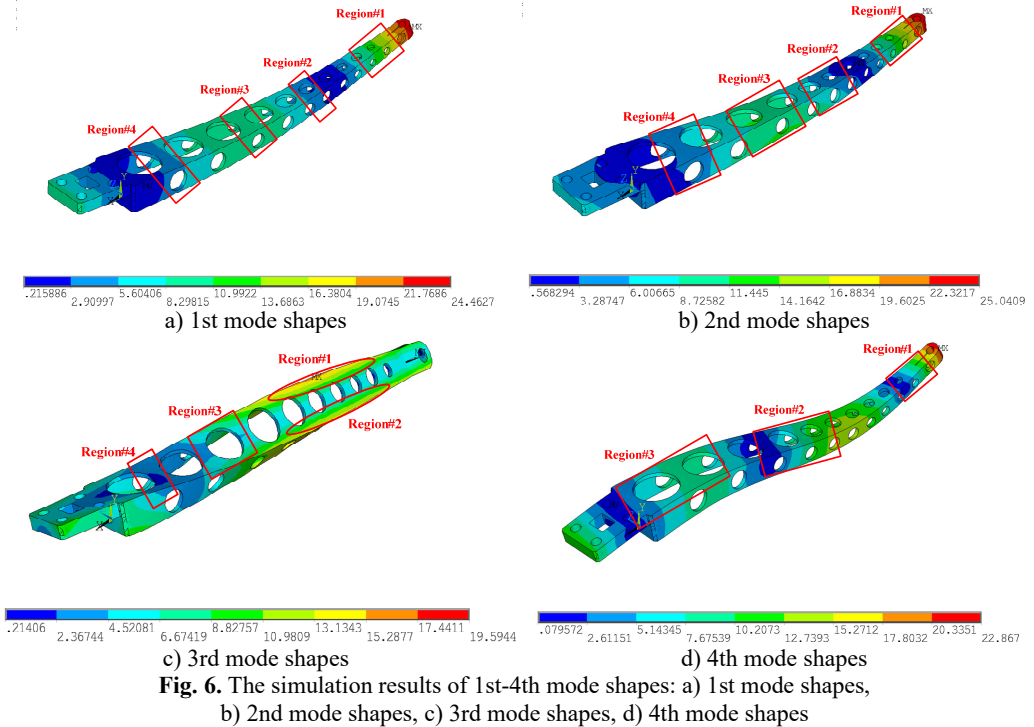 Region#1
MX
Region#2
Region#3
Region#4
Z
Y
X
.215886 5.60406 10.9922 16.3804 21.7686
2.90997 8.29815 13.6863 19.0745 24.4627
a) 1st mode shapes
MX
Region#1
Region#2
Region#3
Region#4
Z
Y
X
.568294 6.00665 11.445 16.8834 22.3217
3.28747 8.72582 14.1642 19.6025 25.0409
b) 2nd mode shapes
Region#1
MX
Region#3
Region#2
Region#4
Y
X
.21406 4.52081 8.82757 13.1343 17.4411
2.36744 6.67419 10.9809 15.2877 19.5944
c) 3rd mode shapes
Region#1
MX
Region#2
Region#3
Y
.079572 5.14345 10.2073 15.2712 20.3351
2.61151 7.67539 12.7393 17.8032 22.867
d) 4th mode shapes
Fig. 6. The simulation results of 1st-4th mode shapes: a) 1st mode shapes,
b) 2nd mode shapes, c) 3rd mode shapes, d) 4th mode shapes